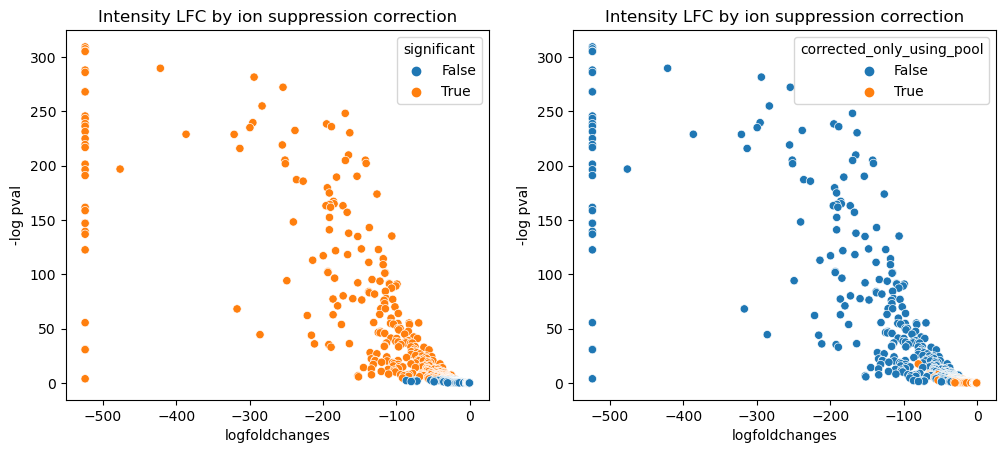 Intensity LFC by ion suppression correction
significant
False
True
-log pval
300
250
200
150
100
50
0
−500
−400
−300
−200
−100
0
logfoldchanges
Intensity LFC by ion suppression correction
corrected_only_using_pool
False
True
-log pval
300
250
200
150
100
50
0
−500
−400
−300
−200
−100
0
logfoldchanges